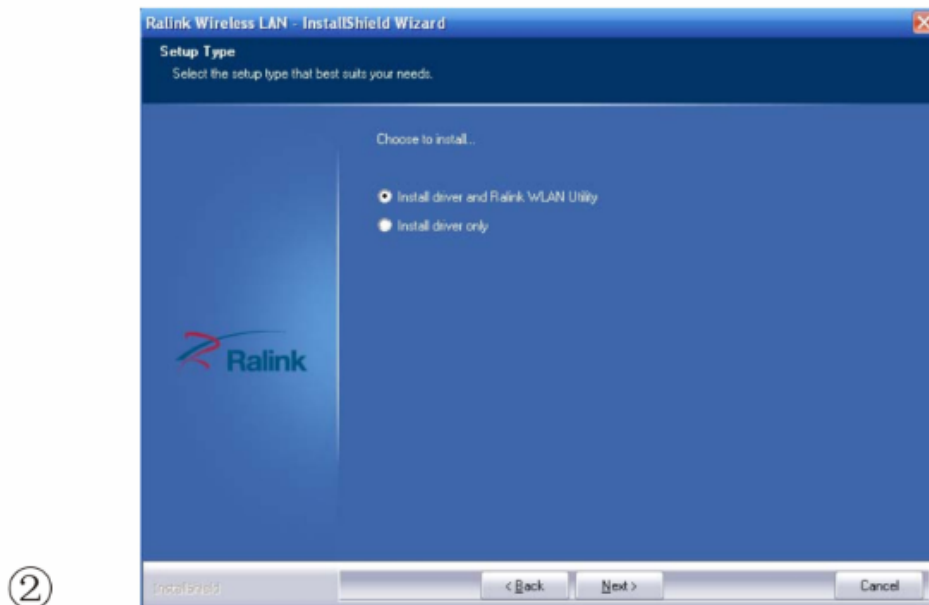 Ralink Wireless LAN - InstallShield Wizard
Setup Type
Select the setup type that best suits your needs.
Choose to install...
Install driver and Ralink WLAN Utility
Install driver only
Ralink
InstallShield
< Back
Next >
Cancel
②